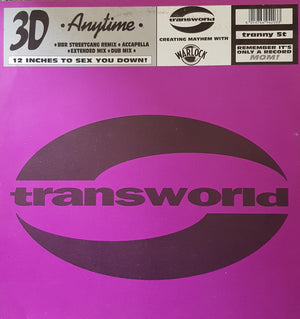 3D
• Anytime •
• HHR STREETGANG REMIX • ACCAPELLA
• EXTENDED MIX • DUB MIX •
12 INCHES TO SEX YOU DOWN!
transworld
CREATING MAYHEM WITH
WARLOCK
tranny 5t
REMEMBER IT'S
ONLY A RECORD
MOM!
transworld